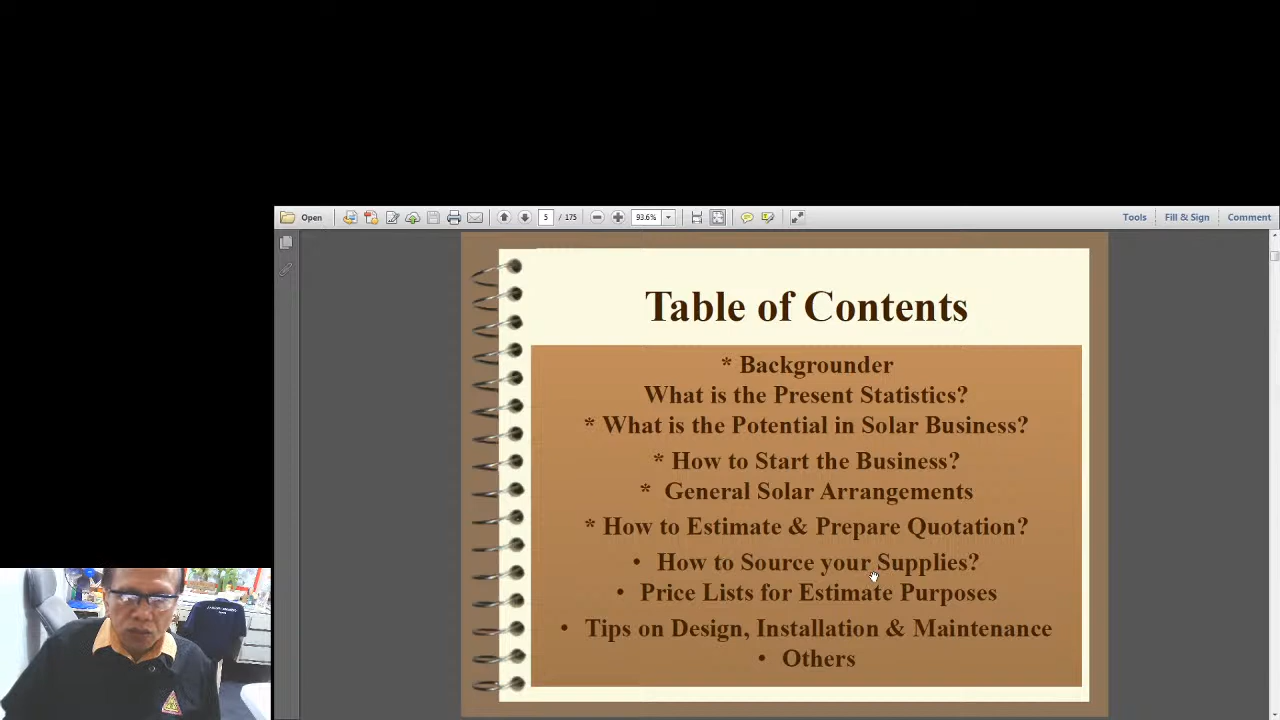 Open
5 / 175
93.6%
Tools
Fill & Sign
Comment
Table of Contents
* Backgrounder
What is the Present Statistics?
* What is the Potential in Solar Business?
* How to Start the Business?
* General Solar Arrangements
* How to Estimate & Prepare Quotation?
• How to Source your Supplies?
• Price Lists for Estimate Purposes
• Tips on Design, Installation & Maintenance
• Others